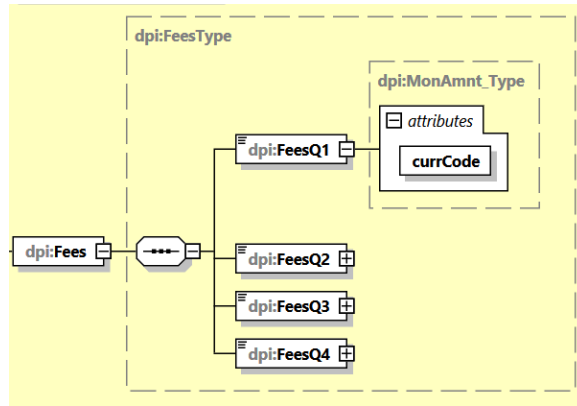 dpi:FeesType
dpi:MonAmnt_Type
attributes
dpi:FeesQ1
currCode
dpi:Fees
dpi:FeesQ2
dpi:FeesQ3
dpi:FeesQ4